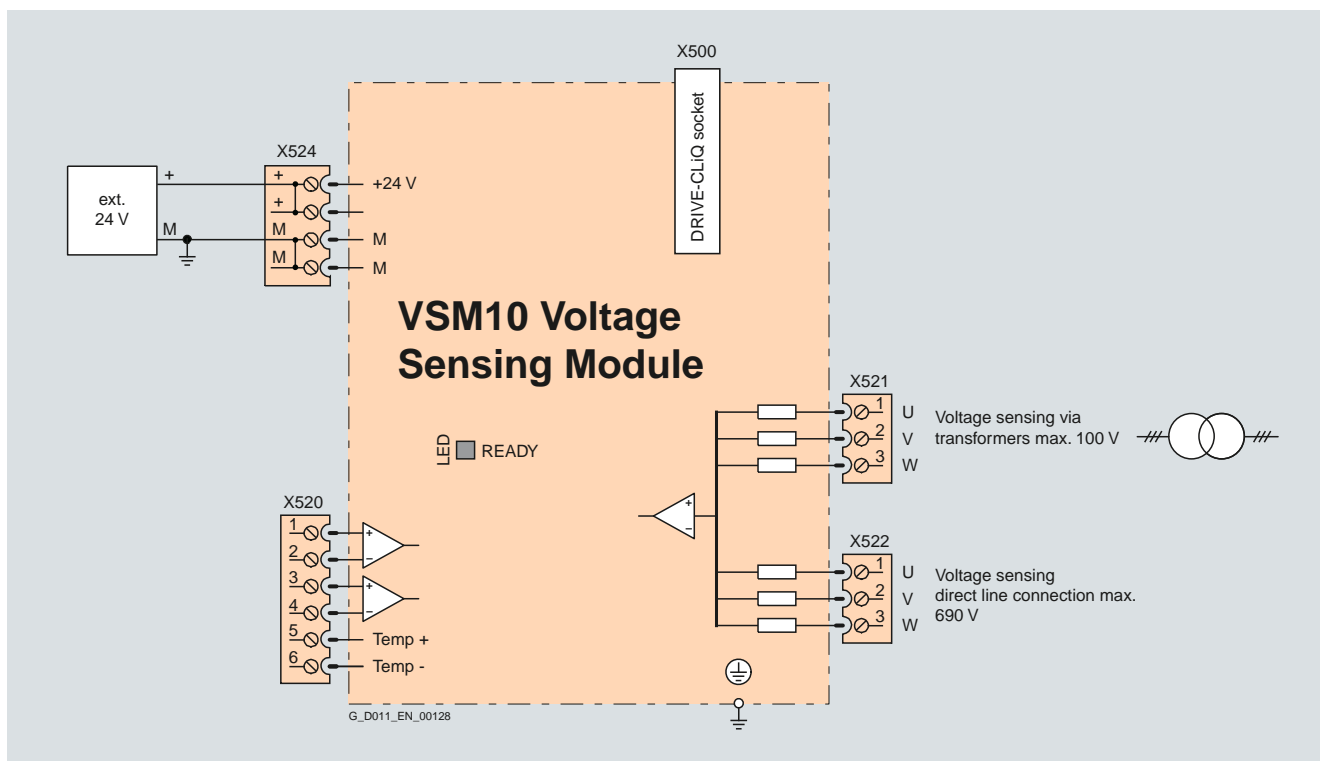 X500
DRIVE-CLiQ socket
X524
ext.
24 V
+
M
+
+
M
M
+24 V
M
M
VSM10 Voltage
Sensing Module
LED
READY
X521
1
2
3
U
V
W
Voltage sensing via
transformers max. 100 V
X520
1
2
3
4
5
6
+
−
+
−
Temp +
Temp -
+
−
X522
1
2
3
U
V
W
Voltage sensing
direct line connection max.
690 V
G_D011_EN_00128